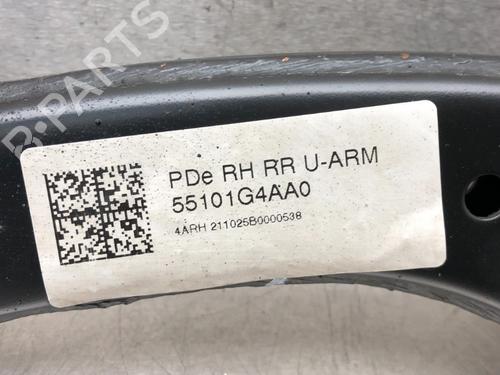 B-PARTS
PDe RH RR U-ARM
55101G4AA0
4ARH 211025B0000538